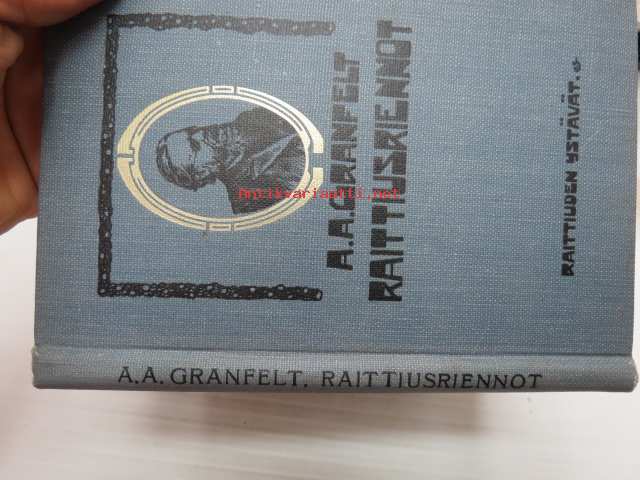 A.A.GRANFELT
RAITTIUSRIENNOT
RAITTIUDEN YSTÄVÄT.
A.A. GRANFELT. RAITTIUSRIENNOT
Antikvariaatti.net